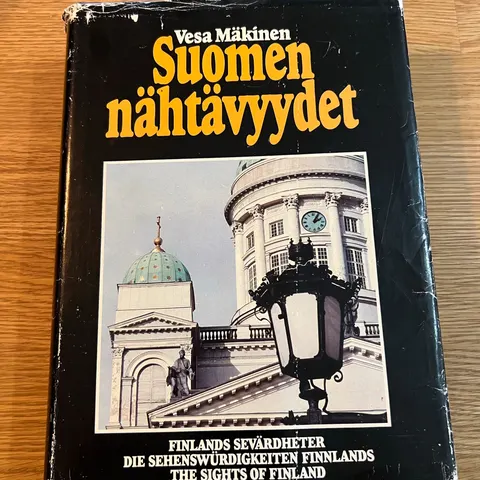 Vesa Mäkinen
Suomen
nähtävyydet
FINLANDS SEVÄRDHETER
DIE SEHENSWÜRDIGKEITEN FINNLANDS
THE SIGHTS OF FINLAND